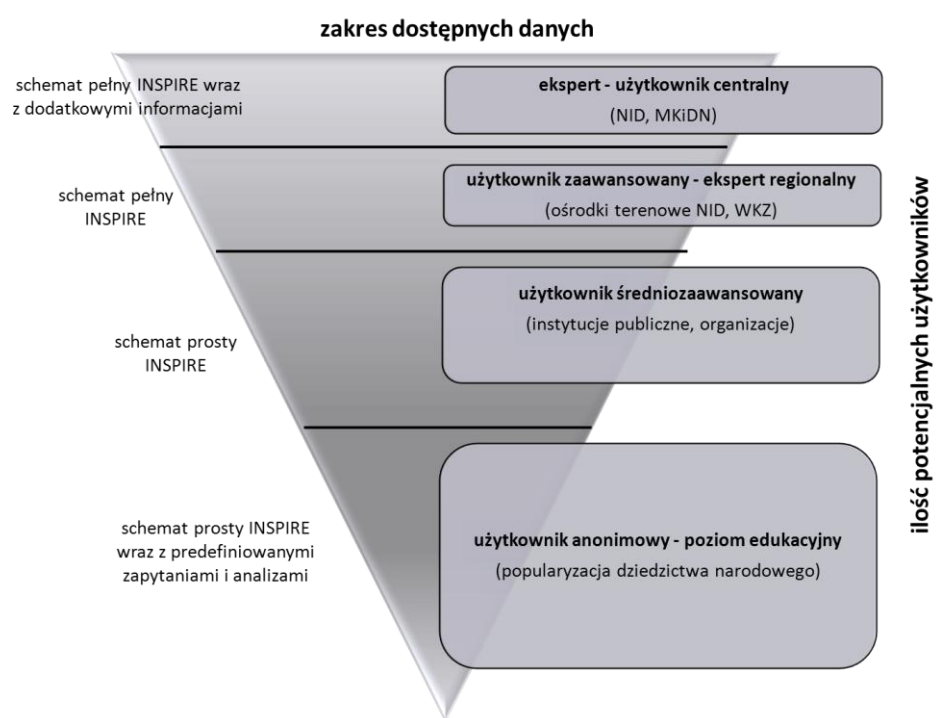 zakres dostępnych danych
schemat pełny INSPIRE wraz
z dodatkowymi informacjami
ekspert - użytkownik centralny
(NID, MKiDN)
schemat pełny
INSPIRE
użytkownik zaawansowany - ekspert regionalny
(ośrodki terenowe NID, WKZ)
schemat prosty
INSPIRE
użytkownik średniozaawansowany
(instytucje publiczne, organizacje)
schemat prosty INSPIRE
wraz z predefiniowanymi
zapytaniami i analizami
użytkownik anonimowy - poziom edukacyjny
(popularyzacja dziedzictwa narodowego)
ilość potencjalnych użytkowników